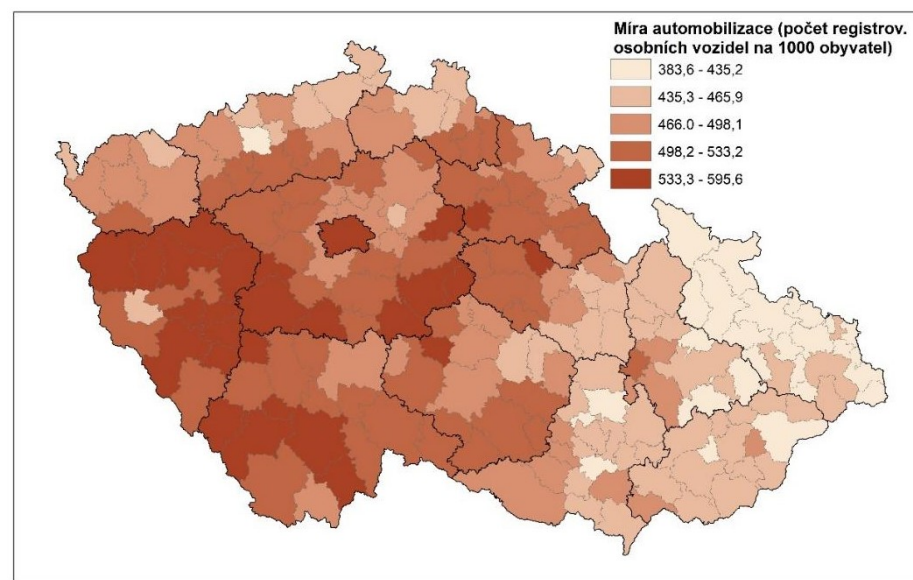 Míra automobilizace (počet registrov.
osobních vozidel na 1000 obyvatel)
383,6 - 435,2
435,3 - 465,9
466.0 - 498,1
498,2 - 533,2
533,3 - 595,6